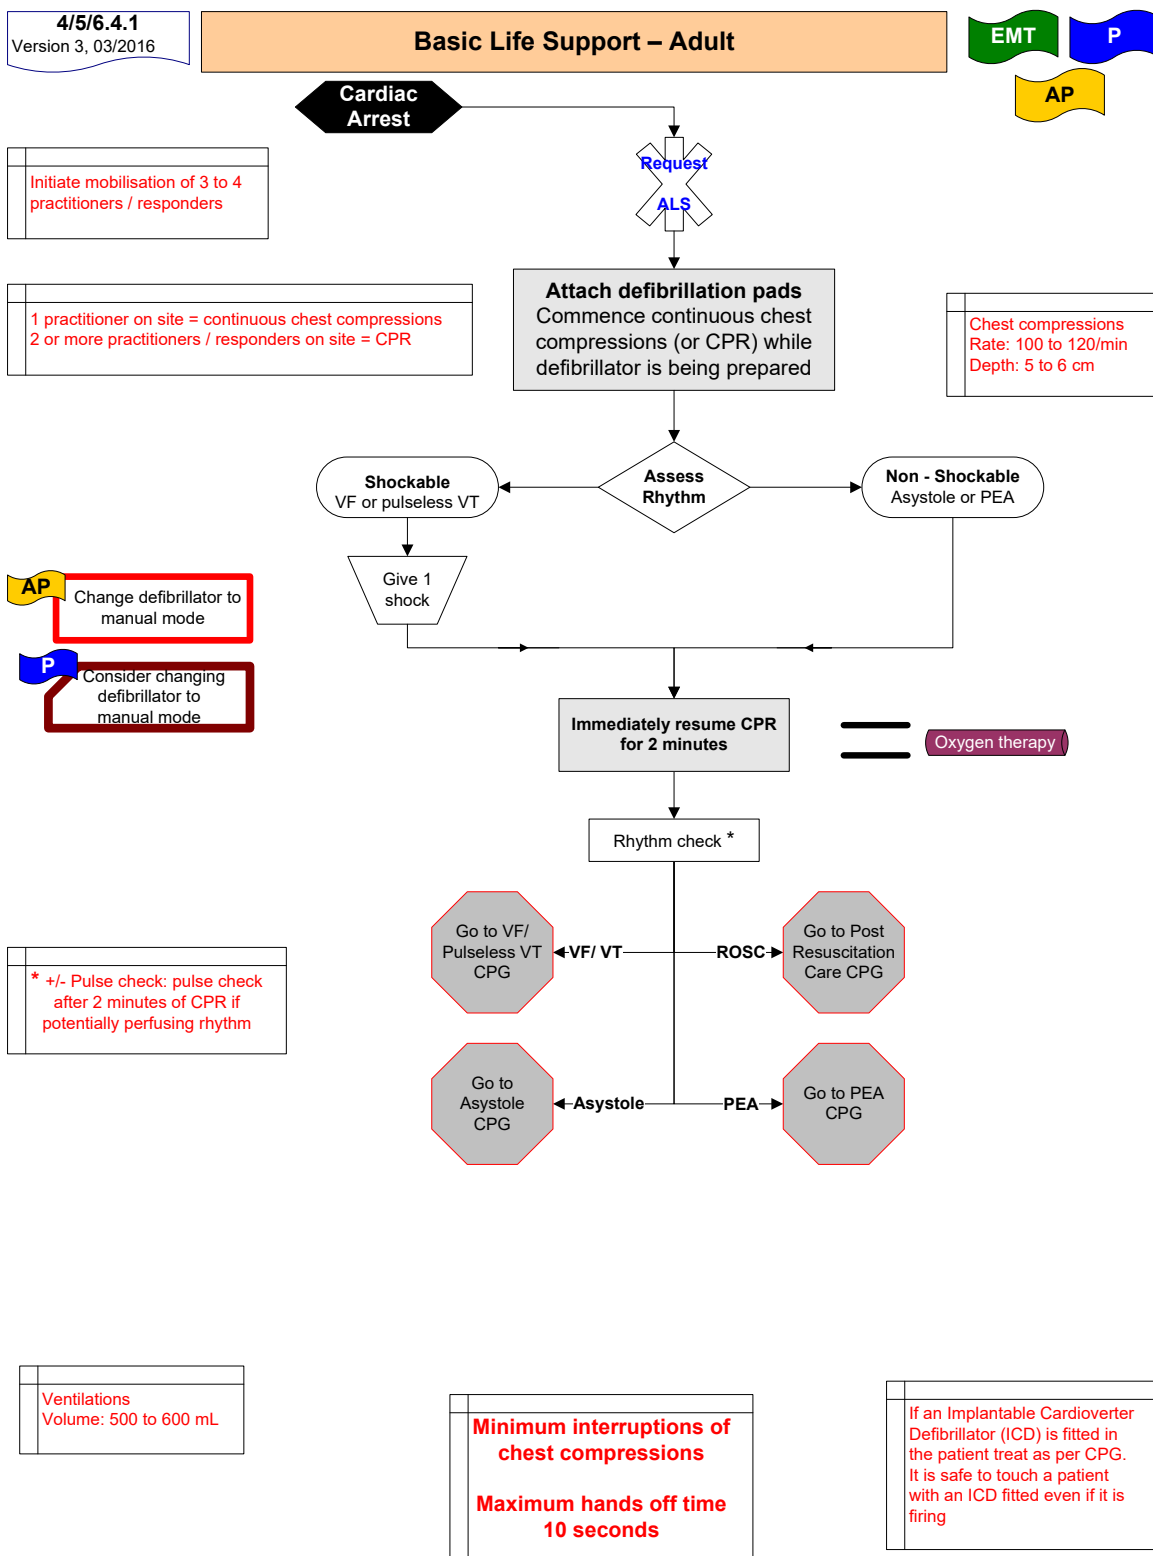 4/5/6.4.1
Version 3, 03/2016
Basic Life Support – Adult
EMT
P
AP
Cardiac
Arrest
Request
ALS
Initiate mobilisation of 3 to 4
practitioners / responders
1 practitioner on site = continuous chest compressions
2 or more practitioners / responders on site = CPR
Attach defibrillation pads
Commence continuous chest
compressions (or CPR) while
defibrillator is being prepared
Chest compressions
Rate: 100 to 120/min
Depth: 5 to 6 cm
Shockable
VF or pulseless VT
Assess
Rhythm
Non - Shockable
Asystole or PEA
Give 1
shock
AP
Change defibrillator to
manual mode
P
Consider changing
defibrillator to
manual mode
Immediately resume CPR
for 2 minutes
Oxygen therapy
Rhythm check *
Go to VF/
Pulseless VT
CPG
VF/ VT
ROSC
Go to Post
Resuscitation
Care CPG
* +/- Pulse check: pulse check
after 2 minutes of CPR if
potentially perfusing rhythm
Go to
Asystole
CPG
Asystole
PEA
Go to PEA
CPG
Ventilations
Volume: 500 to 600 mL
Minimum interruptions of
chest compressions
Maximum hands off time
10 seconds
If an Implantable Cardioverter
Defibrillator (ICD) is fitted in
the patient treat as per CPG.
It is safe to touch a patient
with an ICD fitted even if it is
firing